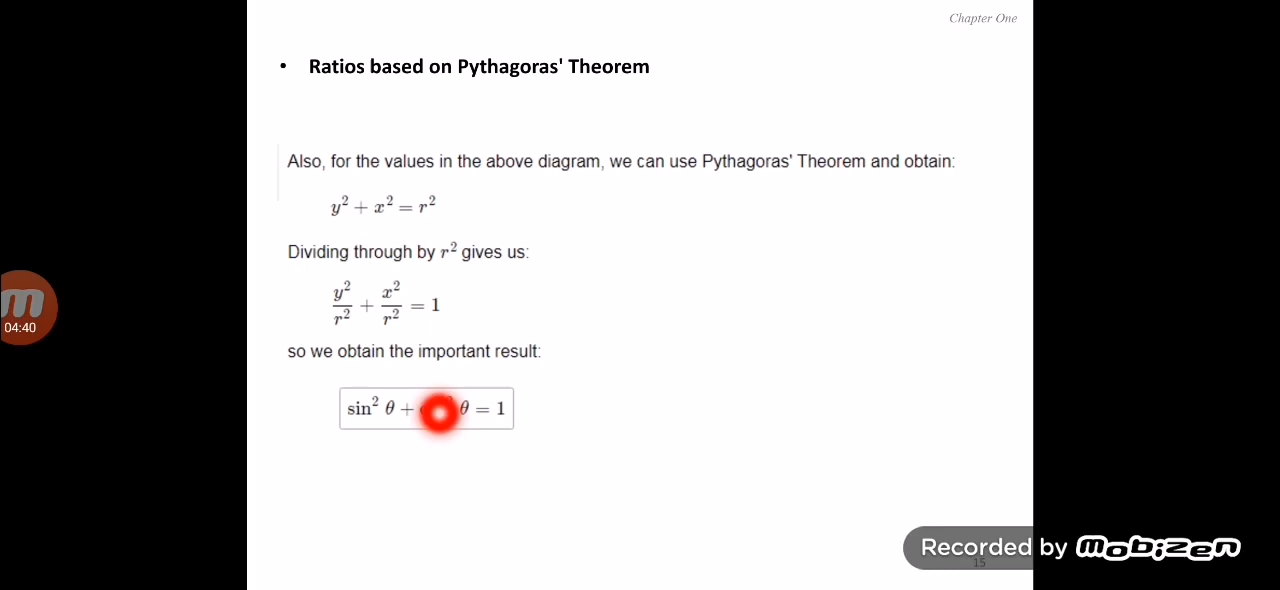 Chapter One
• Ratios based on Pythagoras' Theorem
Also, for the values in the above diagram, we can use Pythagoras' Theorem and obtain:
y² + x² = r²
Dividing through by r² gives us:
y²/r² + x²/r² = 1
so we obtain the important result:
sin² θ + θ = 1
04:40
Recorded by mobizen
15